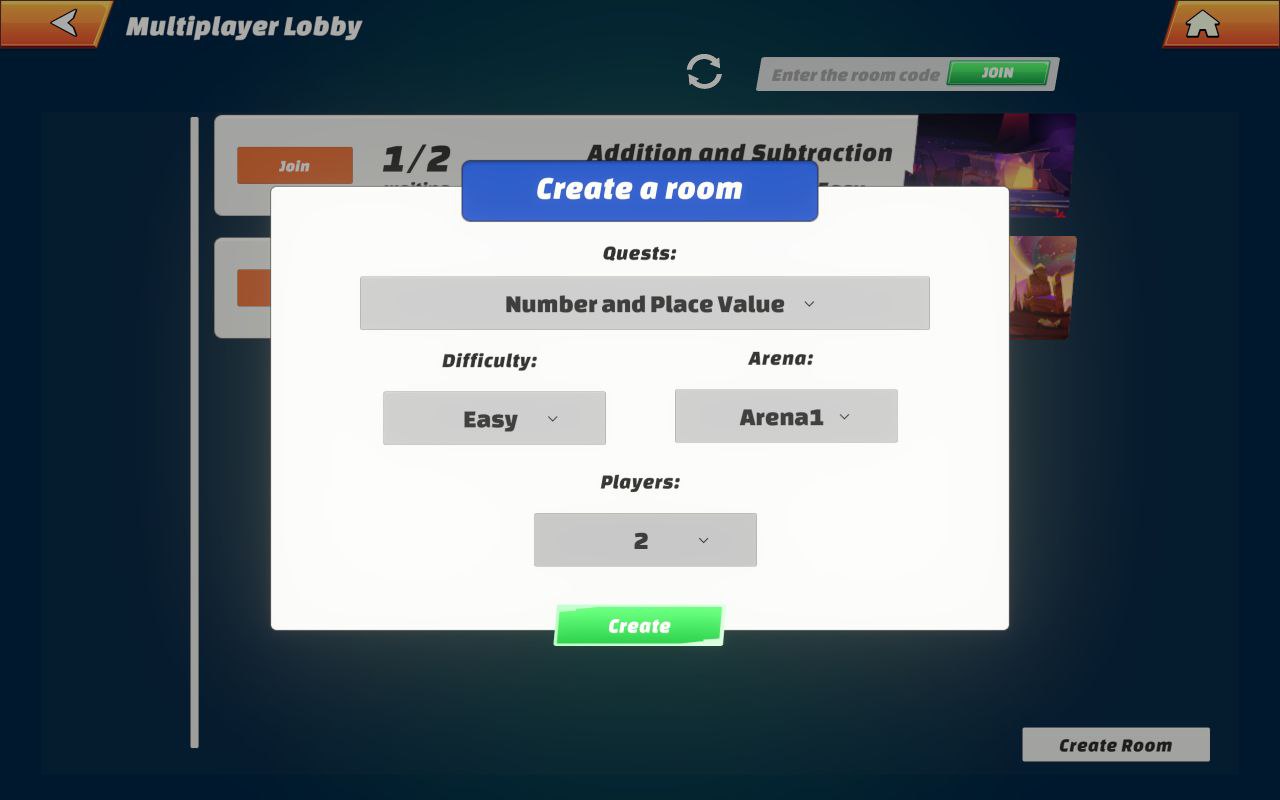 Multiplayer Lobby
Enter the room code
JOIN
Join
1/2
Addition and Subtraction
Create a room
Quests:
Number and Place Value
Difficulty:
Arena:
Easy
Arena1
Players:
2
Create
Create Room